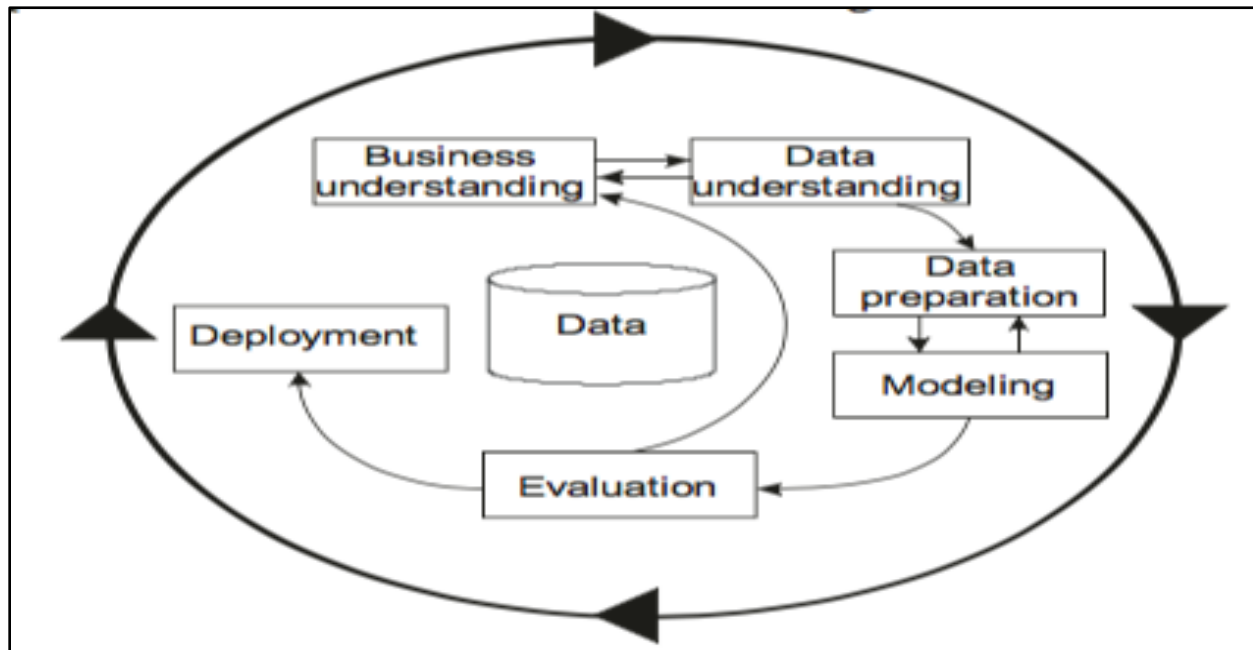 Business
understanding
Data
understanding
Data
preparation
Deployment
Data
Modeling
Evaluation